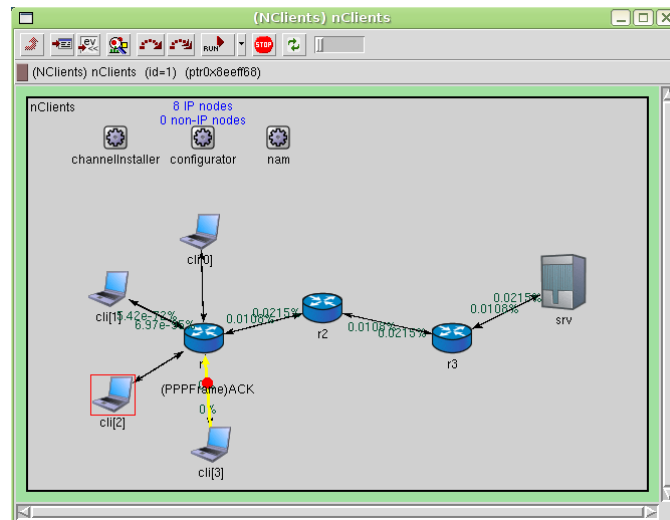 (NClients) nClients
ev
<<
RUN
STOP
(NClients) nClients (id=1) (ptr0x8eeff68)
nClients
8 IP nodes
0 non-IP nodes
channelInstaller
configurator
nam
cli[0]
cli[1]
0.0108%
0.0215%
r2
0.0108%
0.0215%
r3
0.0108%
0.0215%
srv
(PPPFrame)ACK
0%
cli[2]
cli[3]